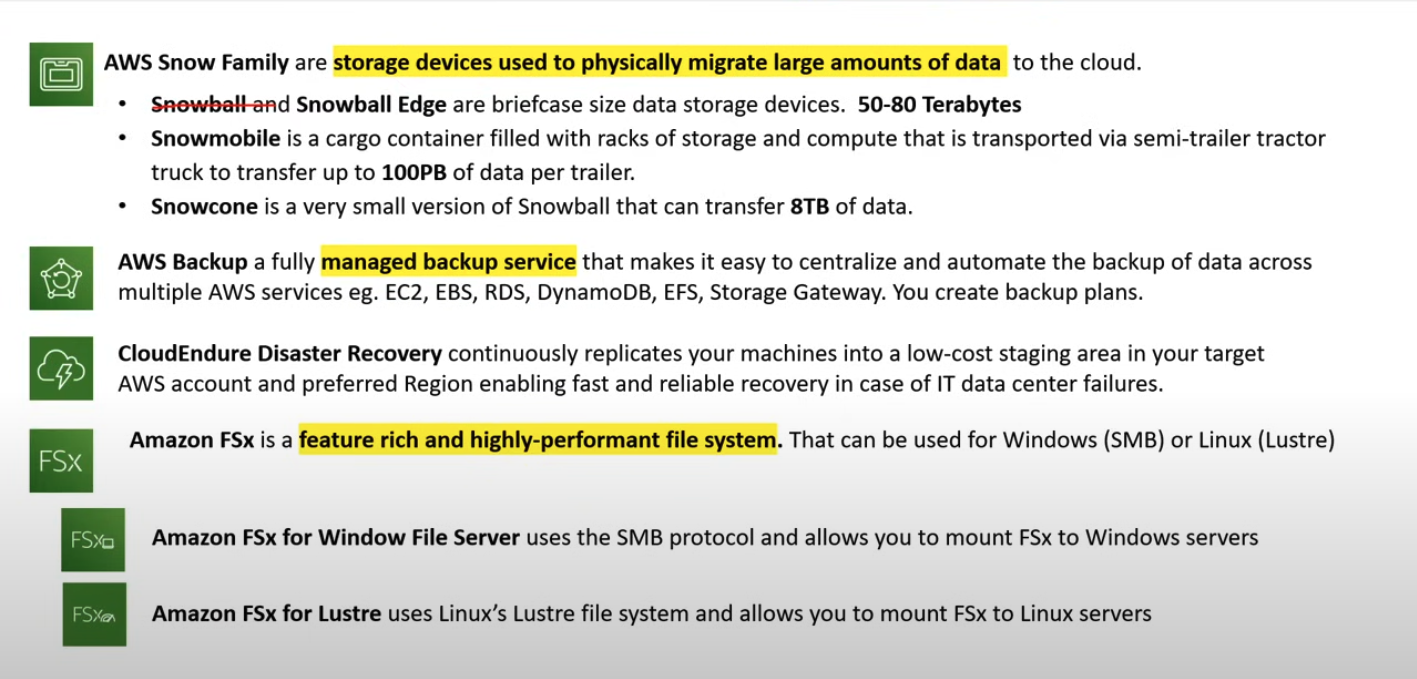 AWS Snow Family are storage devices used to physically migrate large amounts of data to the cloud.
• Snowball and Snowball Edge are briefcase size data storage devices. 50-80 Terabytes
• Snowmobile is a cargo container filled with racks of storage and compute that is transported via semi-trailer tractor
truck to transfer up to 100PB of data per trailer.
• Snowcone is a very small version of Snowball that can transfer 8TB of data.
AWS Backup a fully managed backup service that makes it easy to centralize and automate the backup of data across
multiple AWS services eg. EC2, EBS, RDS, DynamoDB, EFS, Storage Gateway. You create backup plans.
CloudEndure Disaster Recovery continuously replicates your machines into a low-cost staging area in your target
AWS account and preferred Region enabling fast and reliable recovery in case of IT data center failures.
FSx
Amazon FSx is a feature rich and highly-performant file system. That can be used for Windows (SMB) or Linux (Lustre)
FSx
Amazon FSx for Window File Server uses the SMB protocol and allows you to mount FSx to Windows servers
FSx
Amazon FSx for Lustre uses Linux’s Lustre file system and allows you to mount FSx to Linux servers